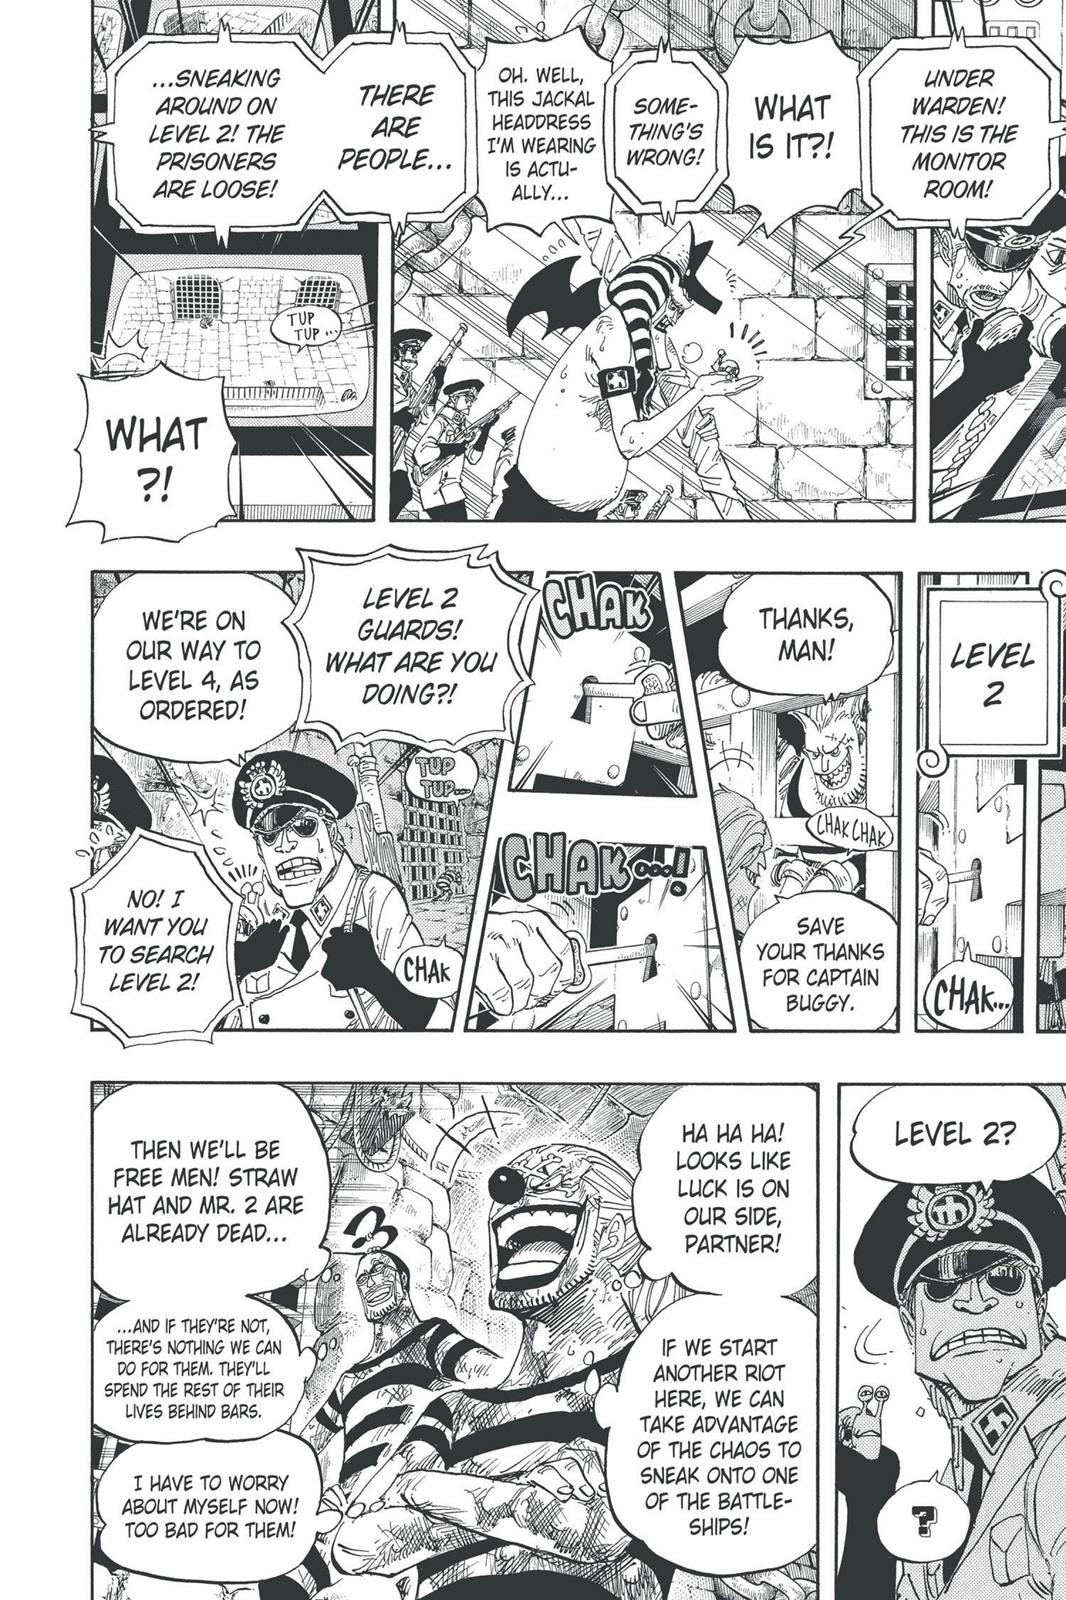 UNDER
WARDEN!
THIS IS THE
MONITOR
ROOM!
WHAT
IS IT?!
SOME-
THING'S
WRONG!
OH. WELL,
THIS JACKAL
HEADDRESS
I'M WEARING
IS ACTU-
ALLY...
THERE
ARE
PEOPLE...
...SNEAKING
AROUND ON
LEVEL 2! THE
PRISONERS
ARE LOOSE!
TUP
TUP...
WHAT
?!
LEVEL
2
CHAK...
THANKS,
MAN!
CHAK CHAK
SAVE
YOUR THANKS
FOR CAPTAIN
BUGGY.
CHAK
CHAK...!
LEVEL 2
GUARDS!
WHAT ARE YOU
DOING?!
TUP
TUP...
WE'RE ON
OUR WAY TO
LEVEL 4, AS
ORDERED!
CHAK
NO! I
WANT YOU
TO SEARCH
LEVEL 2!
LEVEL 2?
?
HA HA HA!
LOOKS LIKE
LUCK IS ON
OUR SIDE,
PARTNER!
IF WE START
ANOTHER RIOT
HERE, WE CAN
TAKE ADVANTAGE
OF THE CHAOS TO
SNEAK ONTO ONE
OF THE BATTLE-
SHIPS!
THEN WE'LL BE
FREE MEN! STRAW
HAT AND MR. 2 ARE
ALREADY DEAD...
...AND IF THEY'RE NOT,
THERE'S NOTHING WE CAN
DO FOR THEM. THEY'LL
SPEND THE REST OF THEIR
LIVES BEHIND BARS.
I HAVE TO WORRY
ABOUT MYSELF NOW!
TOO BAD FOR THEM!